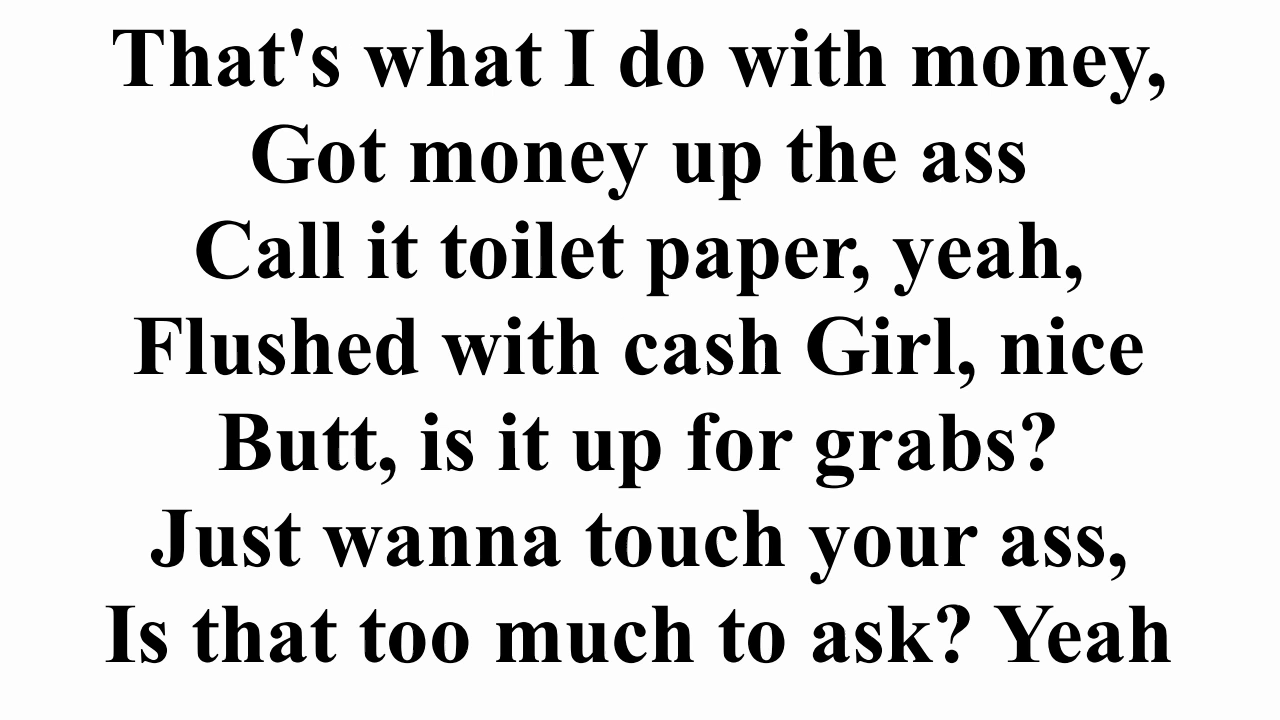 That's what I do with money,
Got money up the ass
Call it toilet paper, yeah,
Flushed with cash Girl, nice
Butt, is it up for grabs?
Just wanna touch your ass,
Is that too much to ask? Yeah